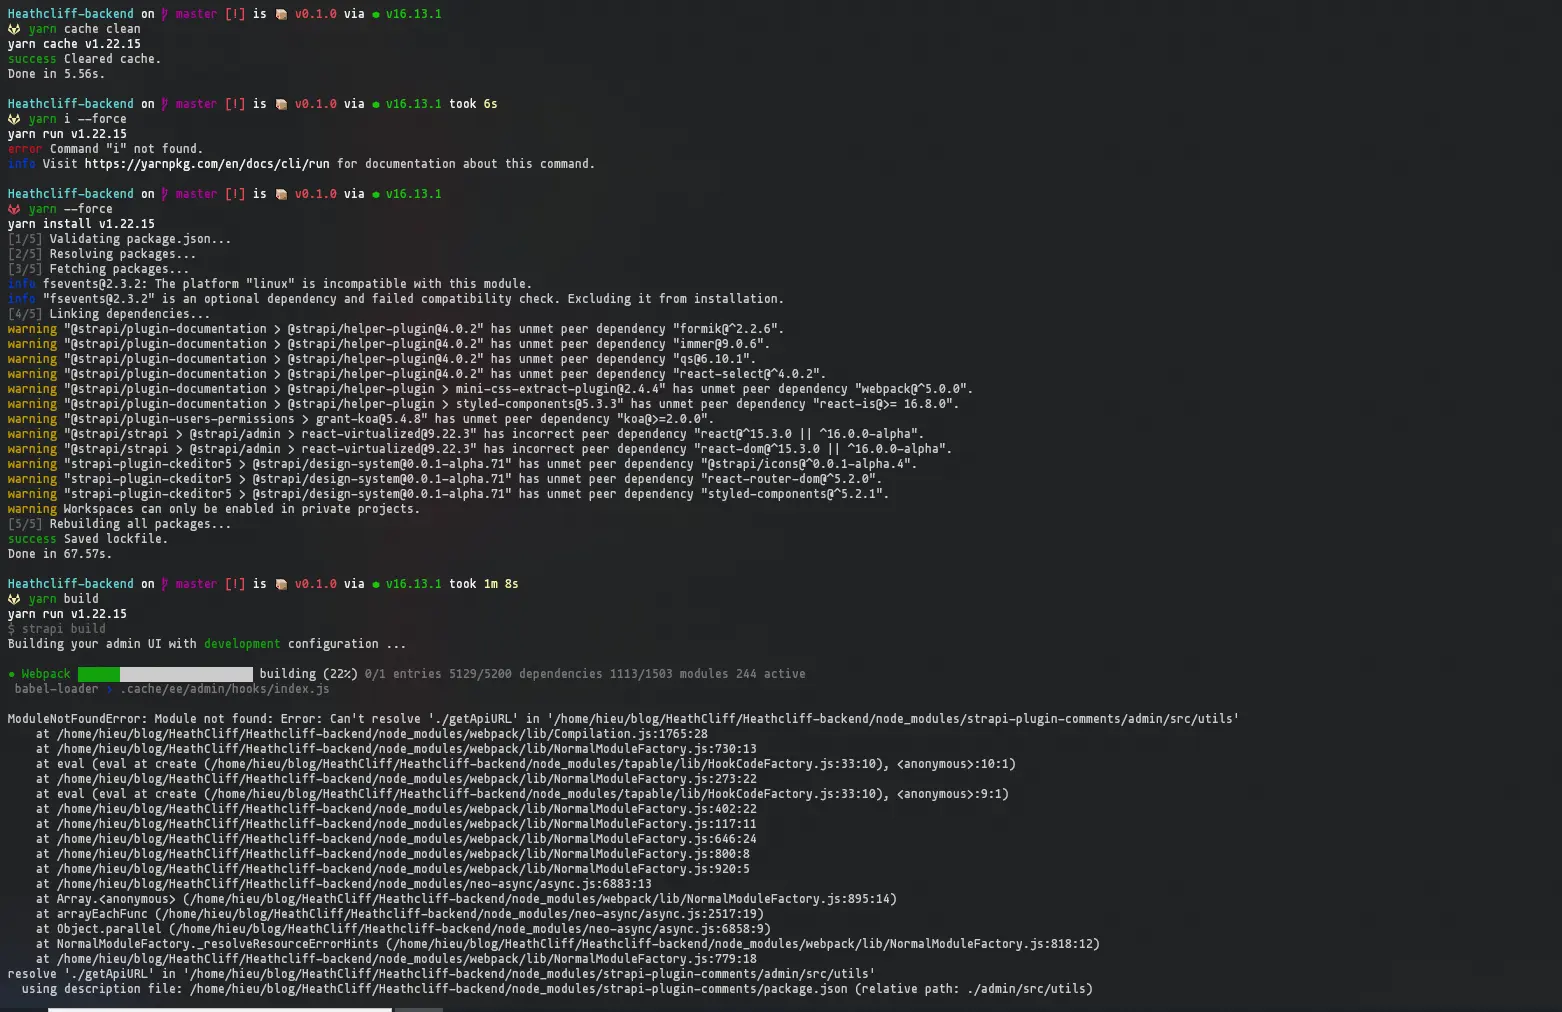 Heathcliff-backend on master [!] is v0.1.0 via v16.13.1
yarn cache clean
yarn cache v1.22.15
success Cleared cache.
Done in 5.56s.
Heathcliff-backend on master [!] is v0.1.0 via v16.13.1 took 6s
yarn i --force
yarn run v1.22.15
error Command "i" not found.
info Visit https://yarnpkg.com/en/docs/cli/run for documentation about this command.
Heathcliff-backend on master [!] is v0.1.0 via v16.13.1
yarn --force
yarn install v1.22.15
[1/5] Validating package.json...
[2/5] Resolving packages...
[3/5] Fetching packages...
info fsevents@2.3.2: The platform "linux" is incompatible with this module.
info "fsevents@2.3.2" is an optional dependency and failed compatibility check. Excluding it from installation.
[4/5] Linking dependencies...
warning "@strapi/plugin-documentation > @strapi/helper-plugin@4.0.2" has unmet peer dependency "formik@^2.2.6".
warning "@strapi/plugin-documentation > @strapi/helper-plugin@4.0.2" has unmet peer dependency "immer@9.0.6".
warning "@strapi/plugin-documentation > @strapi/helper-plugin@4.0.2" has unmet peer dependency "qs@6.10.1".
warning "@strapi/plugin-documentation > @strapi/helper-plugin@4.0.2" has unmet peer dependency "react-select@^4.0.2".
warning "@strapi/plugin-documentation > @strapi/helper-plugin > mini-css-extract-plugin@2.4.4" has unmet peer dependency "webpack@^5.0.0".
warning "@strapi/plugin-documentation > @strapi/helper-plugin > styled-components@5.3.3" has unmet peer dependency "react-is@>= 16.8.0".
warning "@strapi/plugin-users-permissions > grant-koa@5.4.8" has unmet peer dependency "koa@>=2.0.0".
warning "@strapi/strapi > @strapi/admin > react-virtualized@9.22.3" has incorrect peer dependency "react@^15.3.0 || ^16.0.0-alpha".
warning "@strapi/strapi > @strapi/admin > react-virtualized@9.22.3" has incorrect peer dependency "react-dom@^15.3.0 || ^16.0.0-alpha".
warning "strapi-plugin-ckeditor5 > @strapi/design-system@0.0.1-alpha.71" has unmet peer dependency "@strapi/icons@^0.0.1-alpha.4".
warning "strapi-plugin-ckeditor5 > @strapi/design-system@0.0.1-alpha.71" has unmet peer dependency "react-router-dom@^5.2.0".
warning "strapi-plugin-ckeditor5 > @strapi/design-system@0.0.1-alpha.71" has unmet peer dependency "styled-components@^5.2.1".
warning Workspaces can only be enabled in private projects.
[5/5] Rebuilding all packages...
success Saved lockfile.
Done in 67.57s.
Heathcliff-backend on master [!] is v0.1.0 via v16.13.1 took 1m 8s
yarn build
yarn run v1.22.15
$ strapi build
Building your admin UI with development configuration ...
● Webpack building (22%) 0/1 entries 5129/5200 dependencies 1113/1503 modules 244 active
babel-loader › .cache/ee/admin/hooks/index.js
ModuleNotFoundError: Module not found: Error: Can't resolve './getApiURL' in '/home/hieu/blog/HeathCliff/Heathcliff-backend/node_modules/strapi-plugin-comments/admin/src/utils'
at /home/hieu/blog/HeathCliff/Heathcliff-backend/node_modules/webpack/lib/Compilation.js:1765:28
at /home/hieu/blog/HeathCliff/Heathcliff-backend/node_modules/webpack/lib/NormalModuleFactory.js:730:13
at eval (eval at create (/home/hieu/blog/HeathCliff/Heathcliff-backend/node_modules/tapable/lib/HookCodeFactory.js:33:10), <anonymous>:10:1)
at /home/hieu/blog/HeathCliff/Heathcliff-backend/node_modules/webpack/lib/NormalModuleFactory.js:273:22
at eval (eval at create (/home/hieu/blog/HeathCliff/Heathcliff-backend/node_modules/tapable/lib/HookCodeFactory.js:33:10), <anonymous>:9:1)
at /home/hieu/blog/HeathCliff/Heathcliff-backend/node_modules/webpack/lib/NormalModuleFactory.js:402:22
at /home/hieu/blog/HeathCliff/Heathcliff-backend/node_modules/webpack/lib/NormalModuleFactory.js:117:11
at /home/hieu/blog/HeathCliff/Heathcliff-backend/node_modules/webpack/lib/NormalModuleFactory.js:646:24
at /home/hieu/blog/HeathCliff/Heathcliff-backend/node_modules/webpack/lib/NormalModuleFactory.js:800:8
at /home/hieu/blog/HeathCliff/Heathcliff-backend/node_modules/webpack/lib/NormalModuleFactory.js:920:5
at /home/hieu/blog/HeathCliff/Heathcliff-backend/node_modules/neo-async/async.js:6883:13
at Array.<anonymous> (/home/hieu/blog/HeathCliff/Heathcliff-backend/node_modules/webpack/lib/NormalModuleFactory.js:895:14)
at arrayEachFunc (/home/hieu/blog/HeathCliff/Heathcliff-backend/node_modules/neo-async/async.js:2517:19)
at Object.parallel (/home/hieu/blog/HeathCliff/Heathcliff-backend/node_modules/neo-async/async.js:6858:9)
at NormalModuleFactory._resolveResourceErrorHints (/home/hieu/blog/HeathCliff/Heathcliff-backend/node_modules/webpack/lib/NormalModuleFactory.js:818:12)
at /home/hieu/blog/HeathCliff/Heathcliff-backend/node_modules/webpack/lib/NormalModuleFactory.js:779:18
resolve './getApiURL' in '/home/hieu/blog/HeathCliff/Heathcliff-backend/node_modules/strapi-plugin-comments/admin/src/utils'
using description file: /home/hieu/blog/HeathCliff/Heathcliff-backend/node_modules/strapi-plugin-comments/package.json (relative path: ./admin/src/utils)